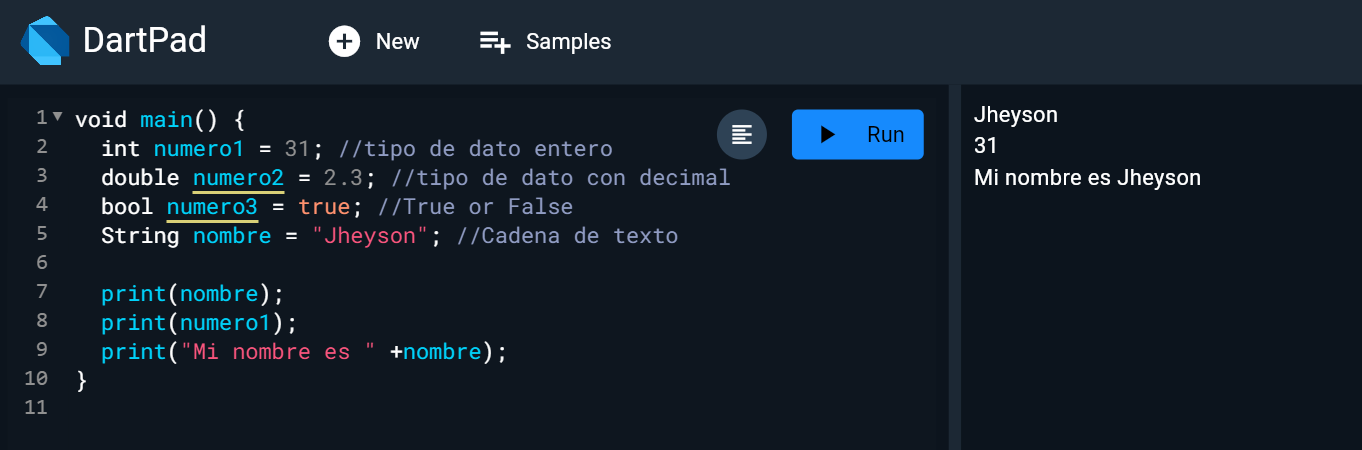 DartPad
New
Samples
Run
1 void main() {
2   int numero1 = 31; //tipo de dato entero
3   double numero2 = 2.3; //tipo de dato con decimal
4   bool numero3 = true; //True or False
5   String nombre = "Jheyson"; //Cadena de texto
6
7   print(nombre);
8   print(numero1);
9   print("Mi nombre es " +nombre);
10 }
11
Jheyson
31
Mi nombre es Jheyson